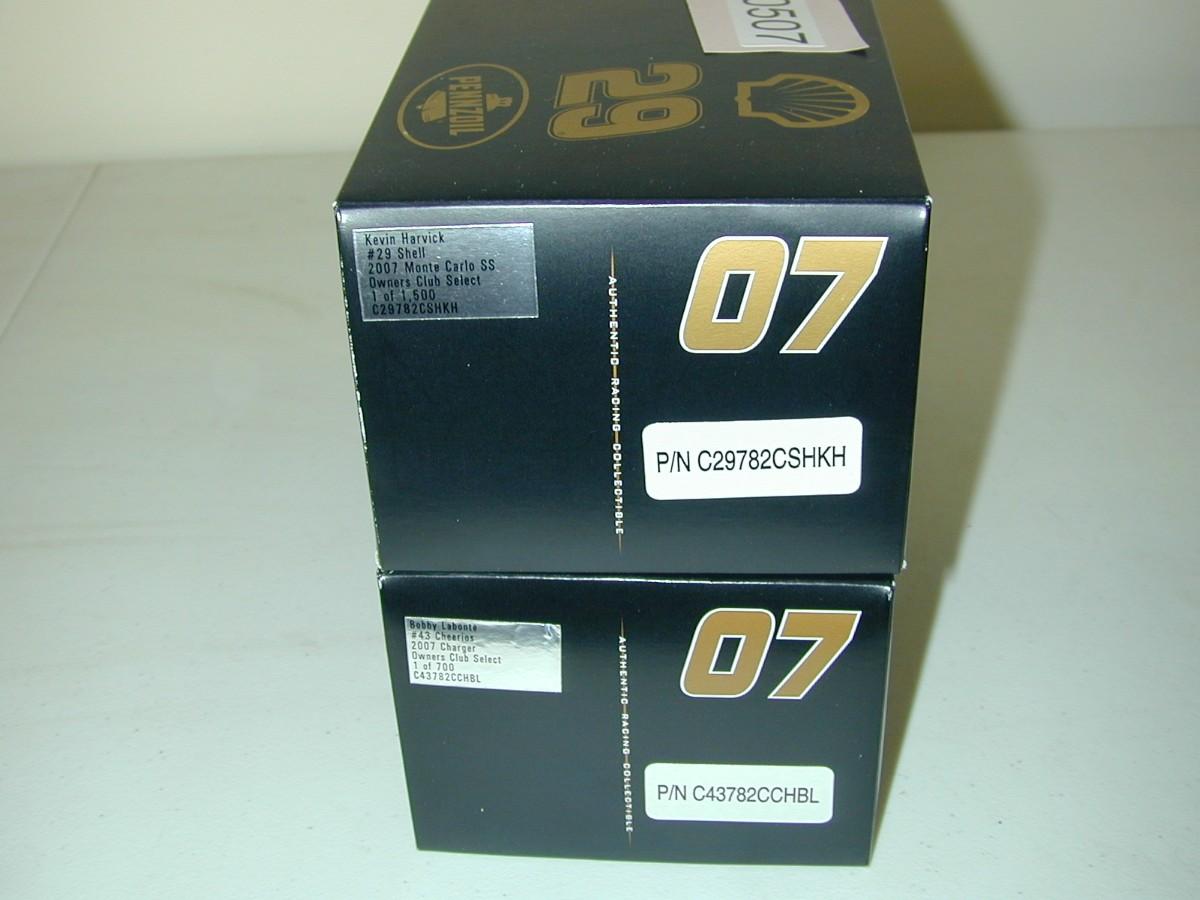 0507
PENNZOIL
29
Kevin Harvick
#29 Shell
2007 Monte Carlo SS
Owners Club Select
1 of 1,500
C29782CSHKH
AUTHENTIC RACING COLLECTIBLE
07
P/N C29782CSHKH
Bobby Labonte
#43 Cheerios
2007 Charger
Owners Club Select
1 of 700
C43782CCHBL
AUTHENTIC RACING COLLECTIBLE
07
P/N C43782CCHBL